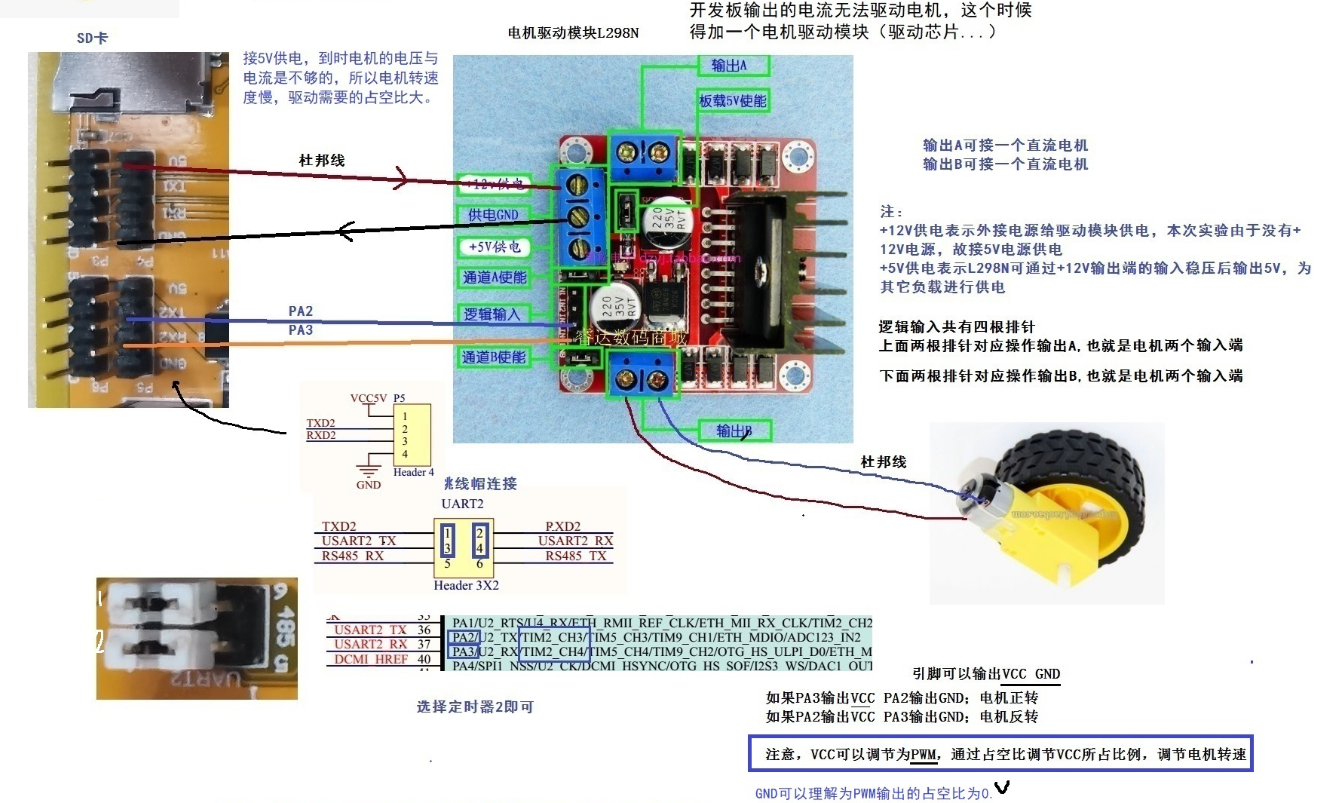 开发板输出的电流无法驱动电机，这个时候
得加一个电机驱动模块（驱动芯片...）
SD卡
电机驱动模块L298N
接5V供电，到时电机的电压与
电流是不够的，所以电机转速
度慢，驱动需要的占空比大。
输出A
板载5V使能
杜邦线
+12V供电
供电GND
+5V供电
通道A使能
逻辑输入
通道B使能
输出B
PA2
PA3
5V
TX1
RX1
GND
5V
TX2
RX2
GND
P6
P5
220
35V
RVT
220
35V
RVT
睿达数码商城
输出A可接一个直流电机
输出B可接一个直流电机
注：
+12V供电表示外接电源给驱动模块供电，本次实验由于没有+
12V电源，故接5V电源供电
+5V供电表示L298N可通过+12V输出端的输入稳压后输出5V，为
其它负载进行供电
逻辑输入共有四根排针
上面两根排针对应操作输出A,也就是电机两个输入端
下面两根排针对应操作输出B,也就是电机两个输入端
杜邦线
VCC5V P5
TXD2
RXD2
1
2
3
4
GND
Header 4
跳线帽连接
UART2
TXD2 1 2 RXD2
USART2 TX 3 4 USART2 RX
RS485 RX 5 6 RS485 TX
Header 3X2
6 485 5
UART2
1
35 PA1/U2_RTS/U4_RX/ETH_RMII_REF_CLK/ETH_MII_RX_CLK/TIM2_CH2
USART2 TX 36 PA2/U2_TX/TIM2_CH3/TIM5_CH3/TIM9_CH1/ETH_MDIO/ADC123_IN2
USART2 RX 37 PA3/U2_RX/TIM2_CH4/TIM5_CH4/TIM9_CH2/OTG_HS_ULPI_D0/ETH_M
DCMI HREF 40 PA4/SPI1_NSS/U2_CK/DCMI_HSYNC/OTG_HS_SOF/I2S3_WS/DAC1_OUT
选择定时器2即可
引脚可以输出VCC GND
如果PA3输出VCC PA2输出GND；电机正转
如果PA2输出VCC PA3输出GND；电机反转
注意，VCC可以调节为PWM，通过占空比调节VCC所占比例，调节电机转速
GND可以理解为PWM输出的占空比为0.